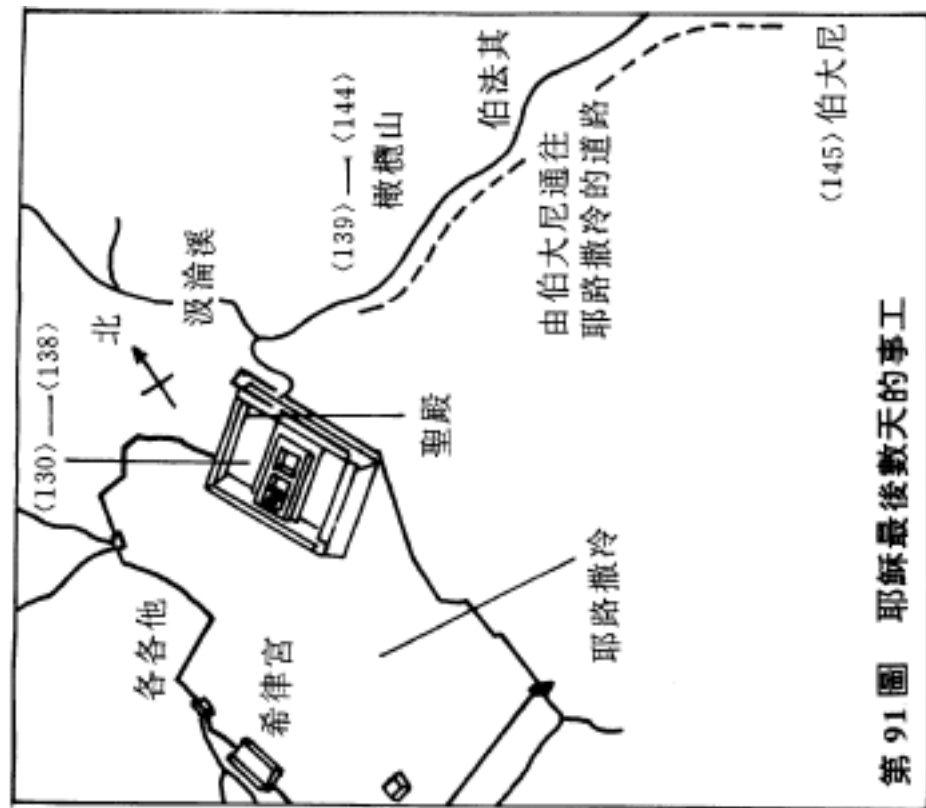 〈130〉—〈138〉
北
汲淪溪
〈139〉—〈144〉
橄欖山
伯法其
各各他
希律宮
聖殿
由伯大尼通往
耶路撒冷的道路
耶路撒冷
〈145〉伯大尼
第 91 圖 耶穌最後數天的事工